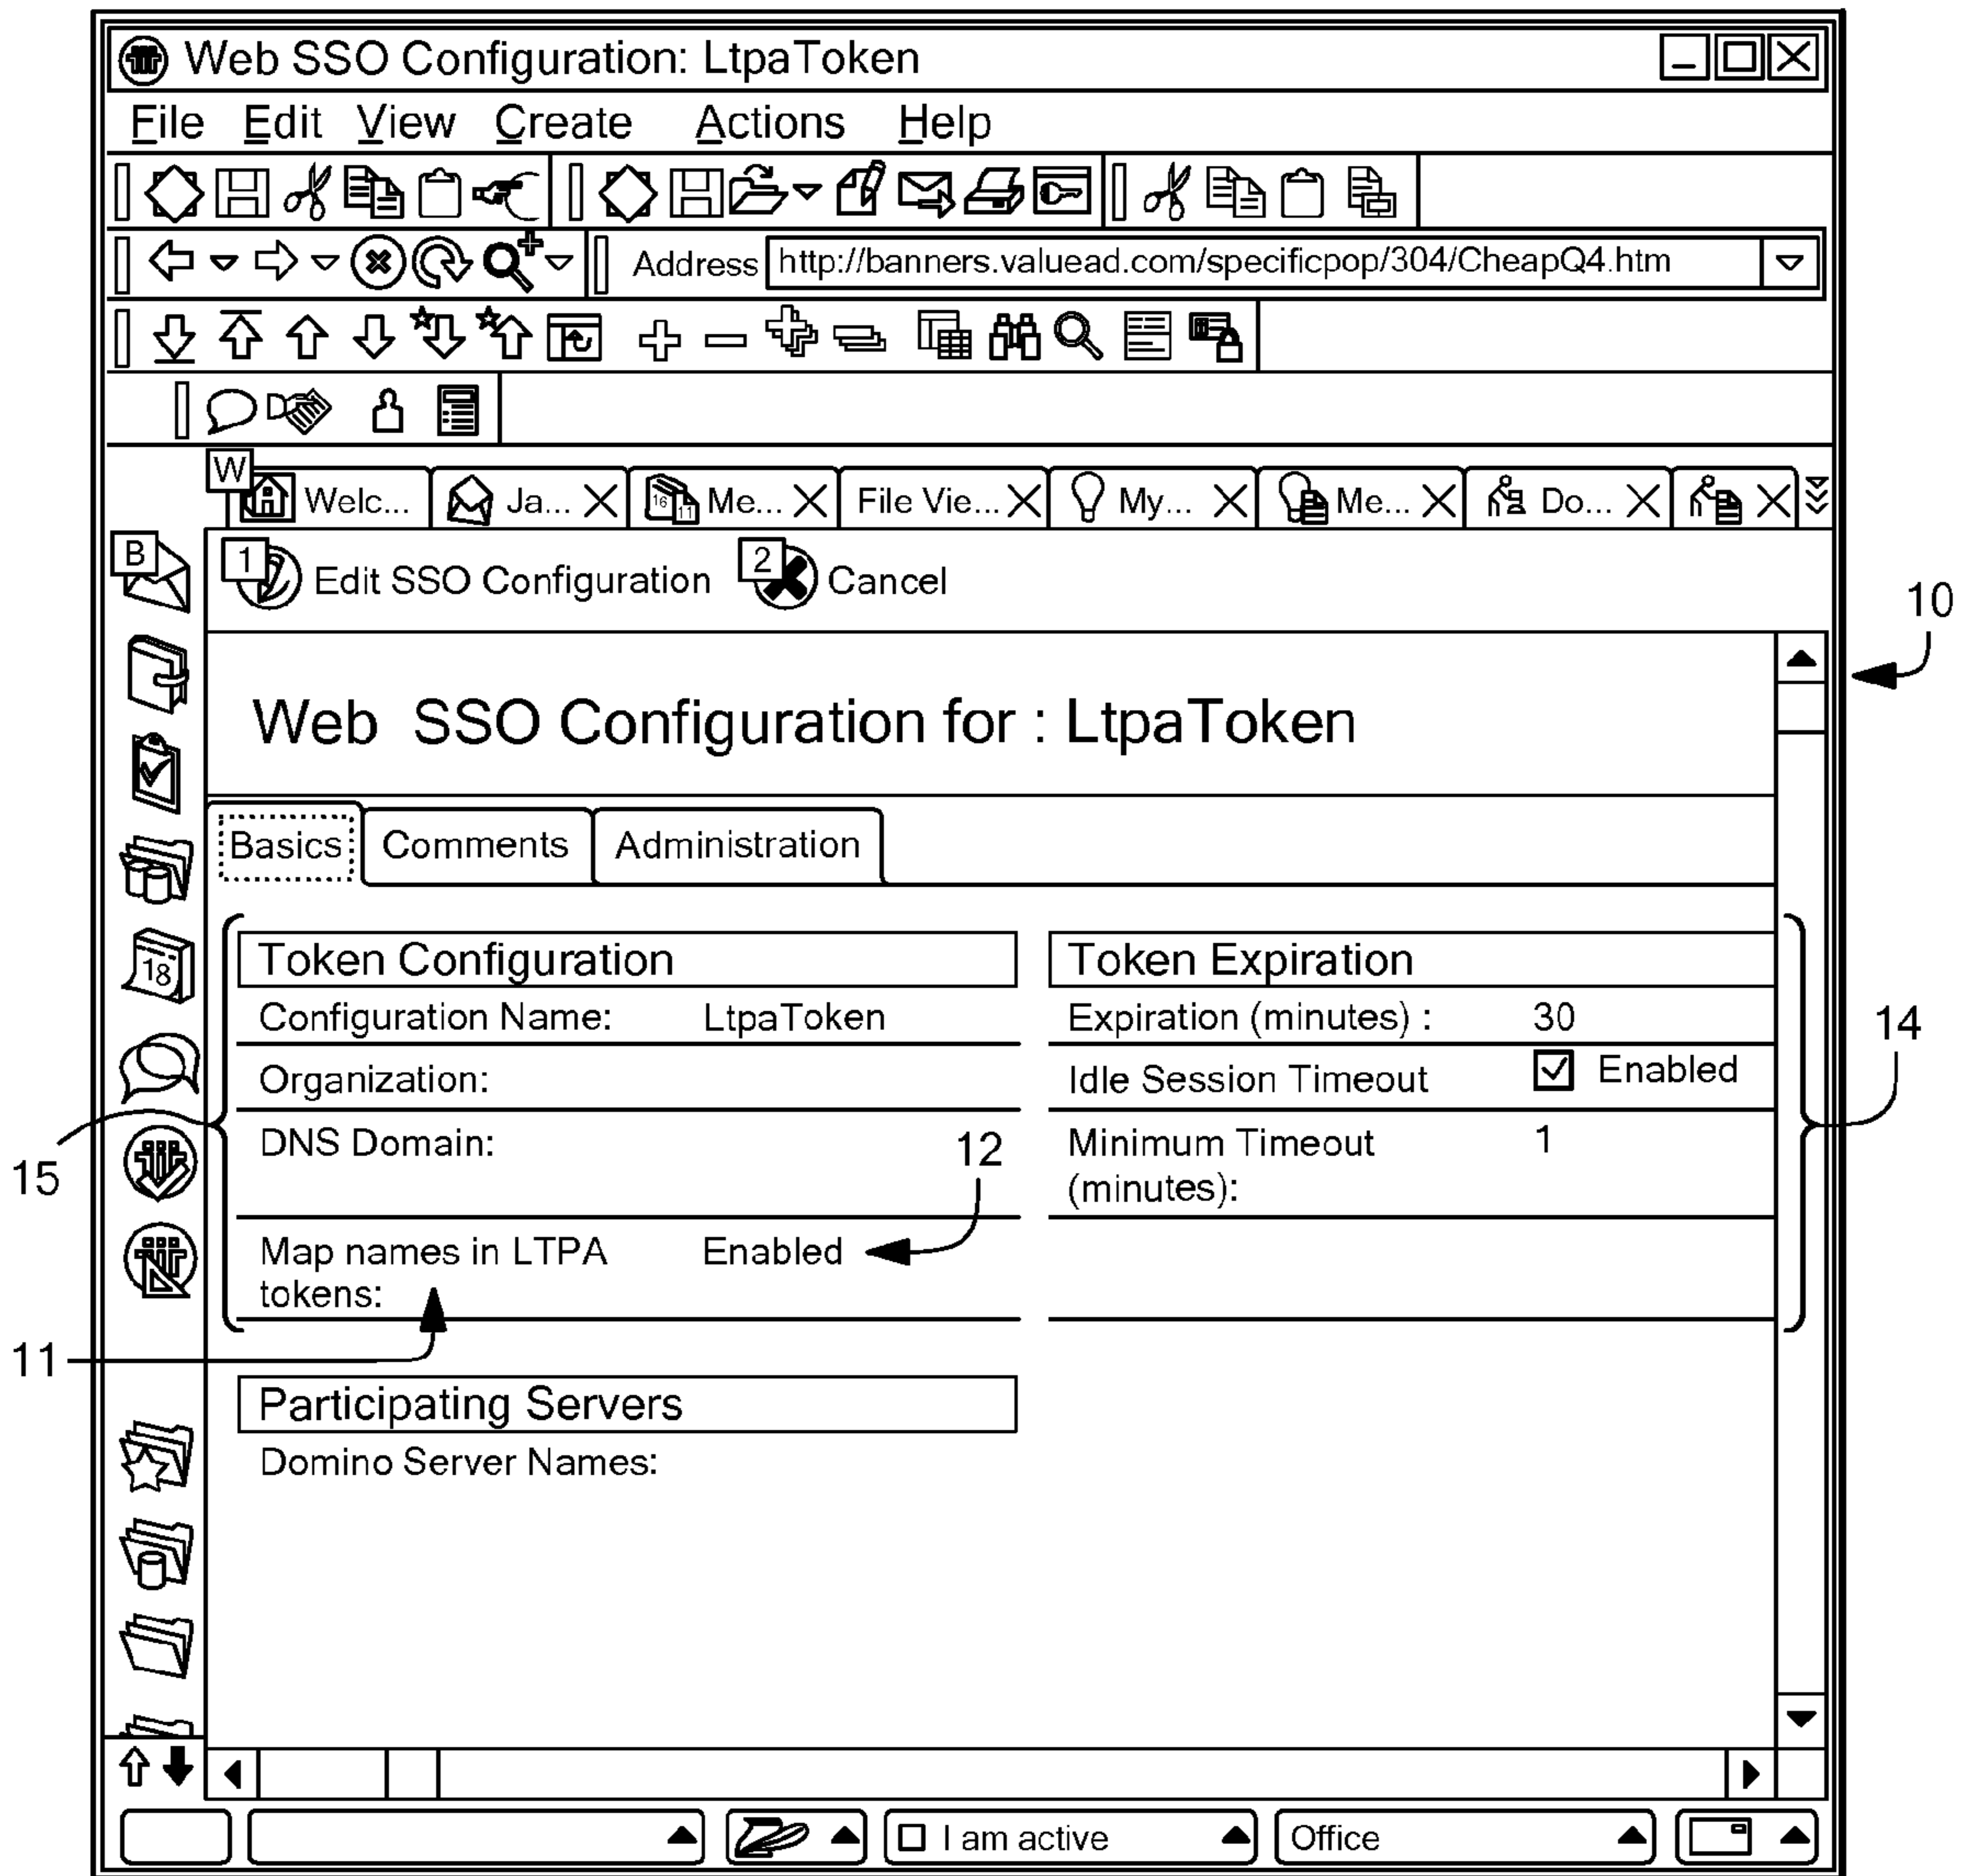 Web SSO Configuration: LtpaToken
File Edit View Create Actions Help
Address http://banners.valuead.com/specificpop/304/CheapQ4.htm
W
Welc... Ja... 16 11 Me... File Vie... My... Me... Do...
B 1 Edit SSO Configuration 2 Cancel
10
Web SSO Configuration for : LtpaToken
Basics Comments Administration
Token Configuration Token Expiration
18
Configuration Name: LtpaToken Expiration (minutes) : 30
14
Organization: Idle Session Timeout Enabled
DNS Domain: 12 Minimum Timeout 1
15
(minutes):
Map names in LTPA Enabled
tokens:
11
Participating Servers
Domino Server Names:
I am active Office